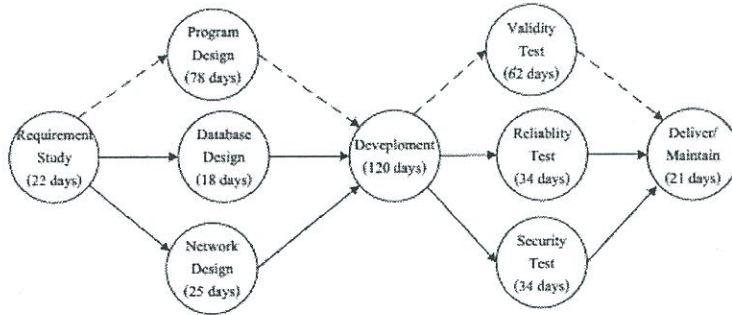 Program
Design
(78 days)
Validity
Test
(62 days)
Requirement
Study
(22 days)
Database
Design
(18 days)
Deveploment
(120 days)
Reliablity
Test
(34 days)
Deliver/
Maintain
(21 days)
Network
Design
(25 days)
Security
Test
(34 days)